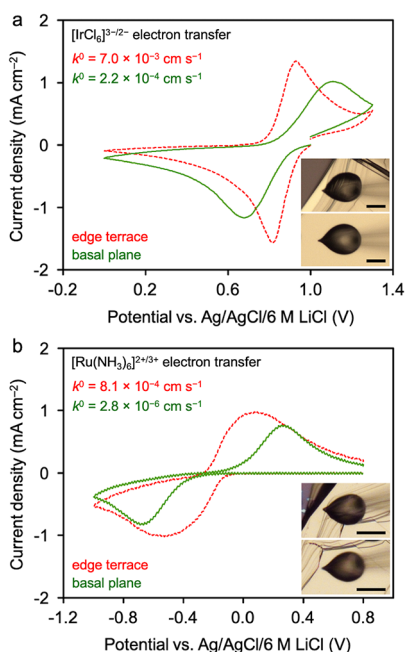 a
[IrCl6]3−/2− electron transfer
k0 = 7.0 × 10−3 cm s−1
k0 = 2.2 × 10−4 cm s−1
edge terrace
basal plane
Current density (mA cm−2)
2
1
0
-1
-2
-0.2
0.2
0.6
1.0
1.4
Potential vs. Ag/AgCl/6 M LiCl (V)
b
[Ru(NH3)6]2+/3+ electron transfer
k0 = 8.1 × 10−4 cm s−1
k0 = 2.8 × 10−6 cm s−1
edge terrace
basal plane
Current density (mA cm−2)
2
1
0
-1
-2
-1.2
-0.8
-0.4
0.0
0.4
0.8
Potential vs. Ag/AgCl/6 M LiCl (V)